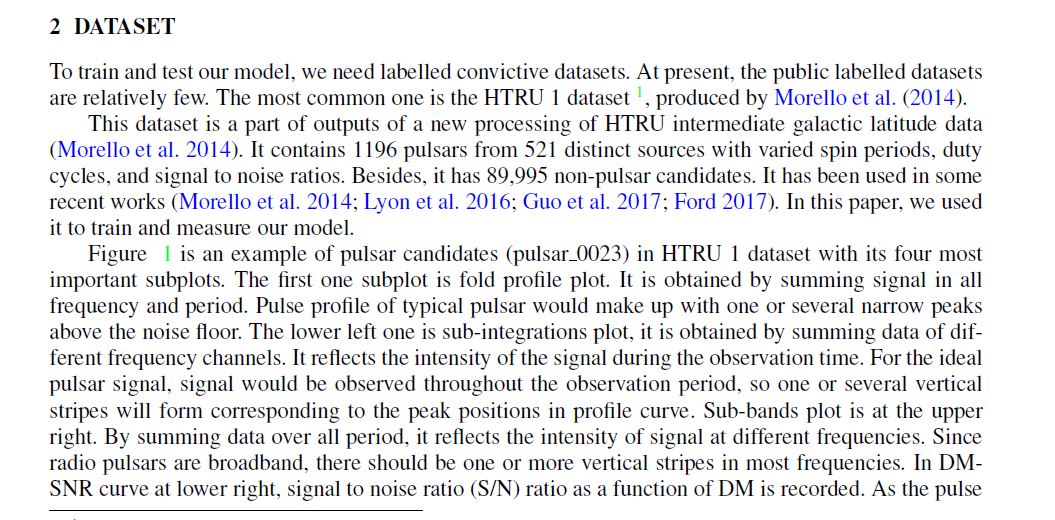 2 DATASET
To train and test our model, we need labelled convictive datasets. At present, the public labelled datasets
are relatively few. The most common one is the HTRU 1 dataset 1, produced by Morello et al. (2014).
This dataset is a part of outputs of a new processing of HTRU intermediate galactic latitude data
(Morello et al. 2014). It contains 1196 pulsars from 521 distinct sources with varied spin periods, duty
cycles, and signal to noise ratios. Besides, it has 89,995 non-pulsar candidates. It has been used in some
recent works (Morello et al. 2014; Lyon et al. 2016; Guo et al. 2017; Ford 2017). In this paper, we used
it to train and measure our model.
Figure 1 is an example of pulsar candidates (pulsar_0023) in HTRU 1 dataset with its four most
important subplots. The first one subplot is fold profile plot. It is obtained by summing signal in all
frequency and period. Pulse profile of typical pulsar would make up with one or several narrow peaks
above the noise floor. The lower left one is sub-integrations plot, it is obtained by summing data of dif-
ferent frequency channels. It reflects the intensity of the signal during the observation time. For the ideal
pulsar signal, signal would be observed throughout the observation period, so one or several vertical
stripes will form corresponding to the peak positions in profile curve. Sub-bands plot is at the upper
right. By summing data over all period, it reflects the intensity of signal at different frequencies. Since
radio pulsars are broadband, there should be one or more vertical stripes in most frequencies. In DM-
SNR curve at lower right, signal to noise ratio (S/N) ratio as a function of DM is recorded. As the pulse